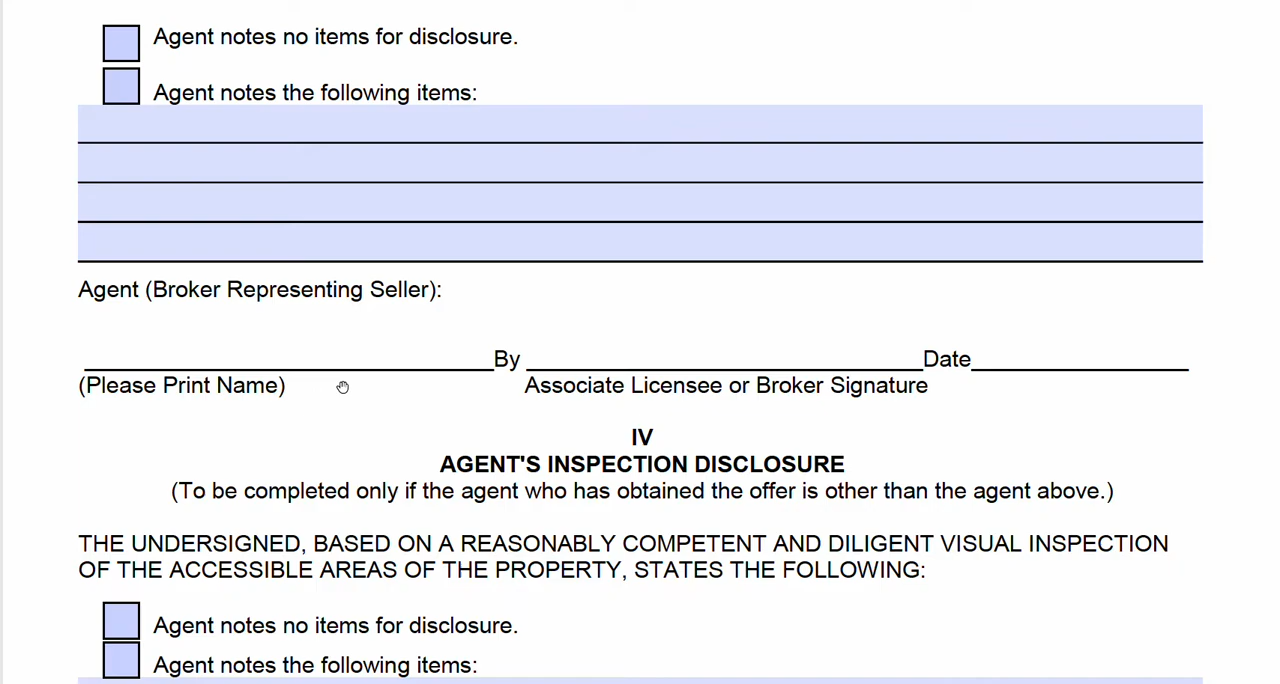 Agent notes no items for disclosure.
Agent notes the following items:
Agent (Broker Representing Seller):
By Date
(Please Print Name) Associate Licensee or Broker Signature
IV
AGENT'S INSPECTION DISCLOSURE
(To be completed only if the agent who has obtained the offer is other than the agent above.)
THE UNDERSIGNED, BASED ON A REASONABLY COMPETENT AND DILIGENT VISUAL INSPECTION
OF THE ACCESSIBLE AREAS OF THE PROPERTY, STATES THE FOLLOWING:
Agent notes no items for disclosure.
Agent notes the following items: